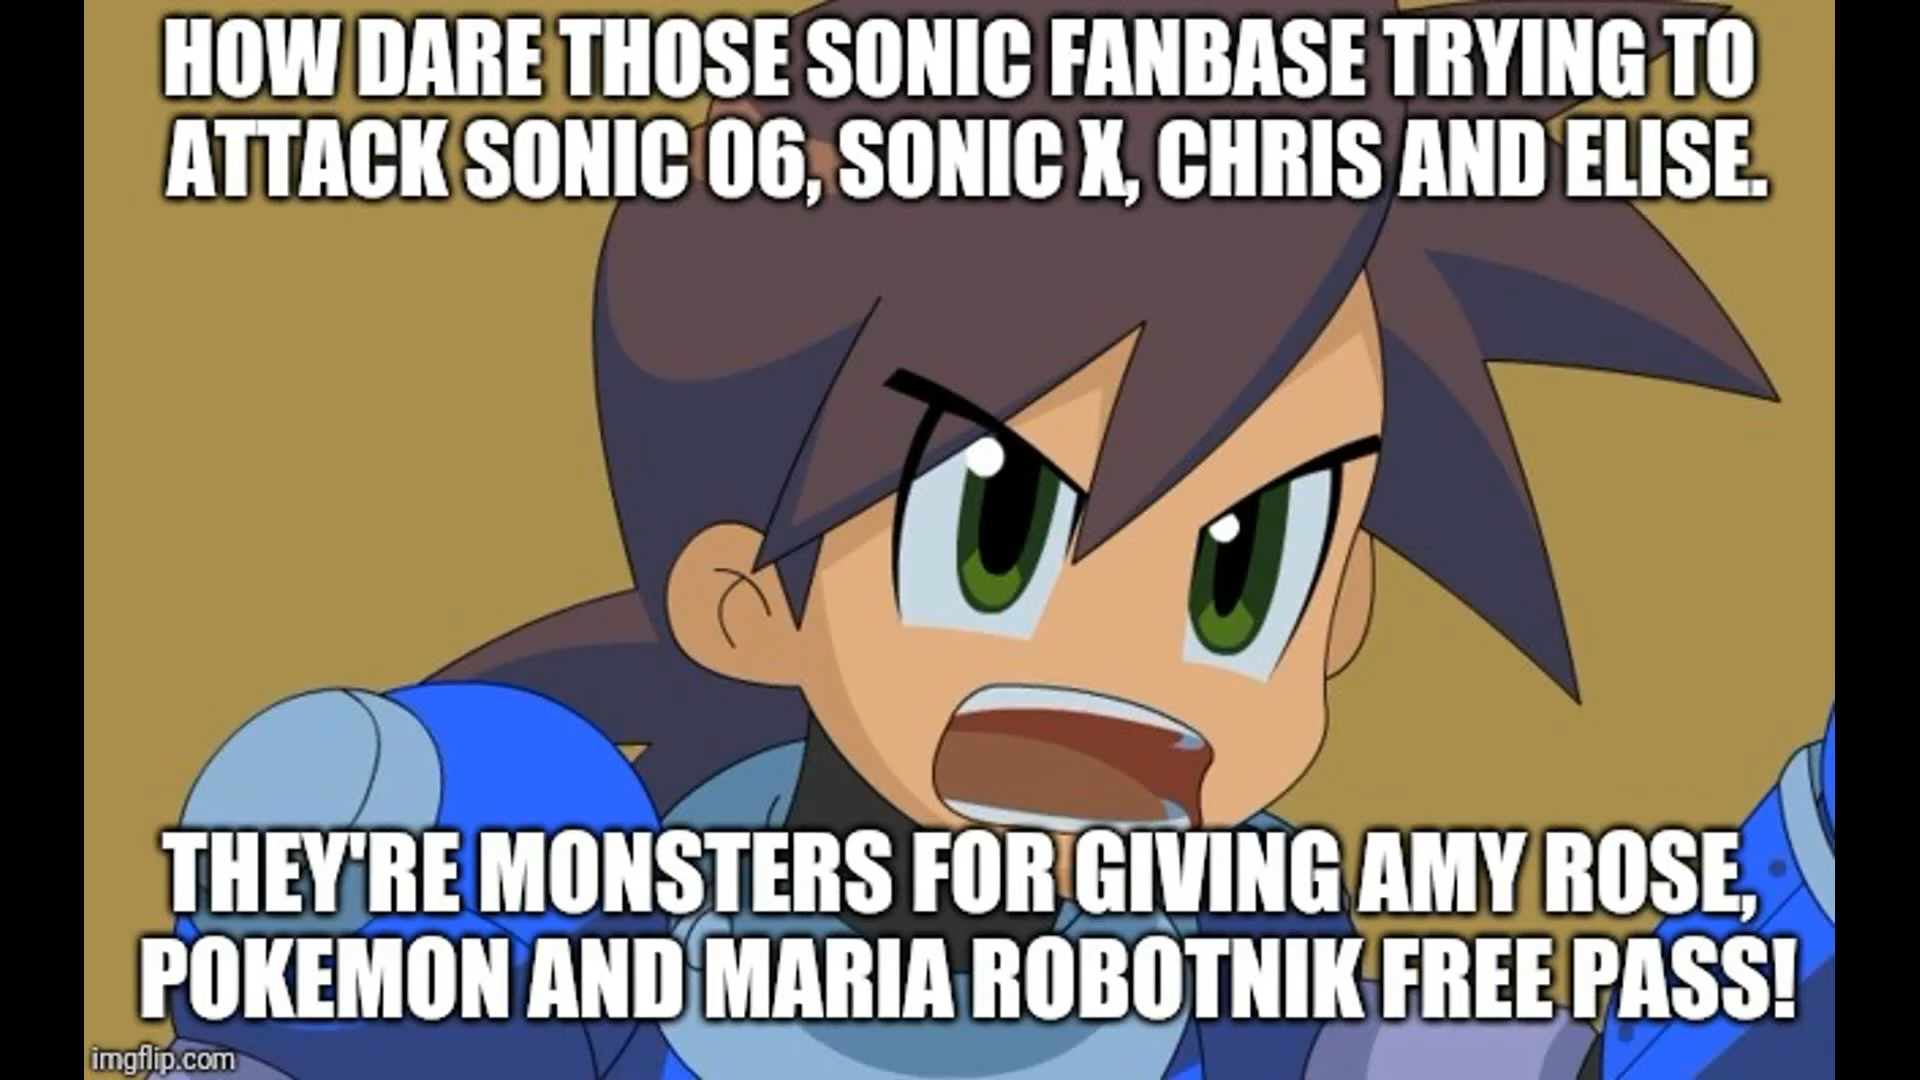 HOW DARE THOSE SONIC FANBASE TRYING TO
ATTACK SONIC 06, SONIC X, CHRIS AND ELISE.
THEY'RE MONSTERS FOR GIVING AMY ROSE,
POKEMON AND MARIA ROBOTNIK FREE PASS!
imgflip.com